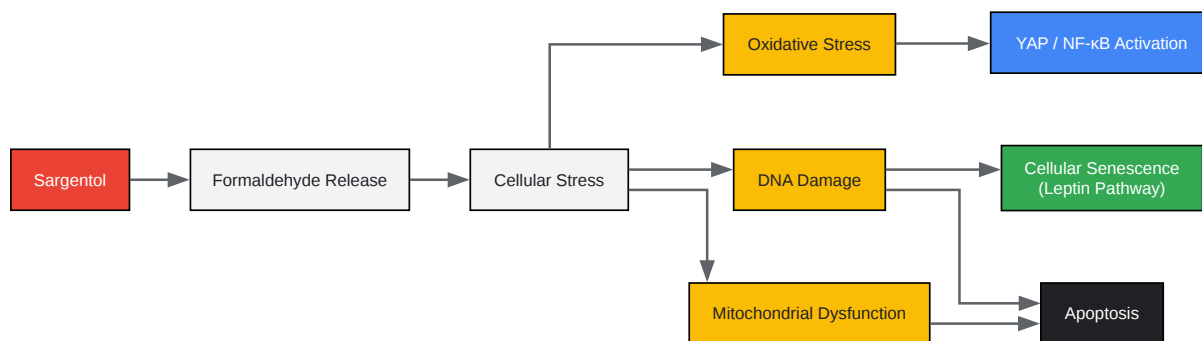 Oxidative Stress
YAP / NF-κB Activation
Sargentol
Formaldehyde Release
Cellular Stress
DNA Damage
Cellular Senescence
(Leptin Pathway)
Mitochondrial Dysfunction
Apoptosis